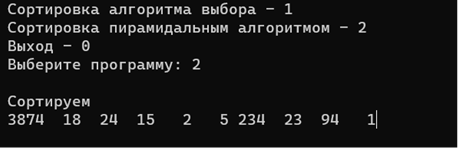 Сортировка алгоритма выбора – 1
Сортировка пирамидальным алгоритмом – 2
Выход – 0
Выберите программу: 2
Сортируем
3874 18 24 15 2 5 234 23 94 1